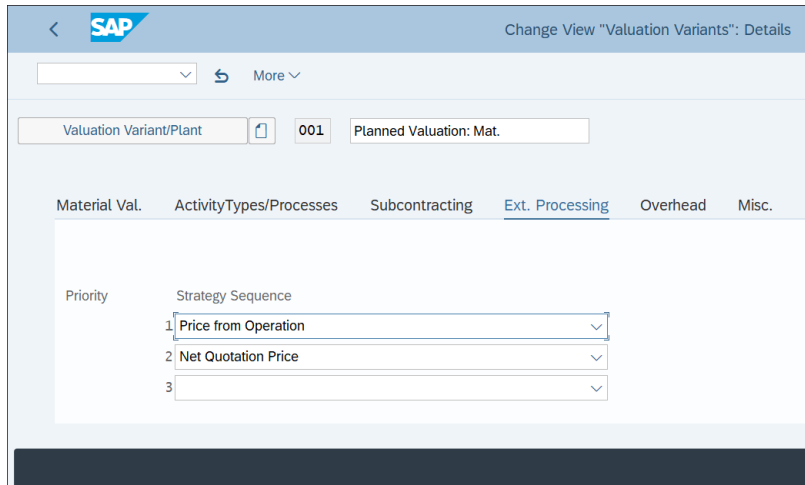 SAP Change View "Valuation Variants": Details
More
Valuation Variant/Plant 001 Planned Valuation: Mat.
Material Val. ActivityTypes/Processes Subcontracting Ext. Processing Overhead Misc.
Priority Strategy Sequence
1 Price from Operation
2 Net Quotation Price
3